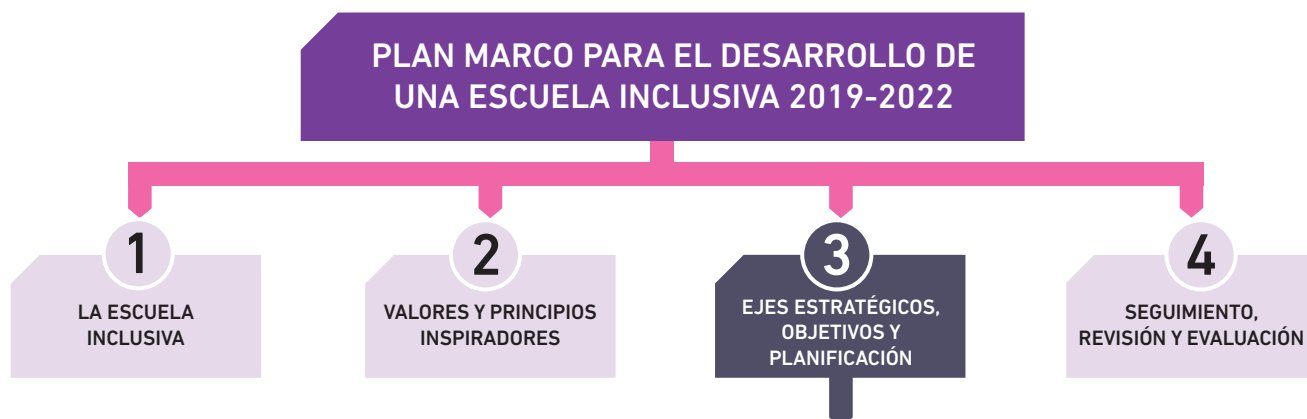 PLAN MARCO PARA EL DESARROLLO DE
UNA ESCUELA INCLUSIVA 2019-2022
1
LA ESCUELA
INCLUSIVA
2
VALORES Y PRINCIPIOS
INSPIRADORES
3
EJES ESTRATÉGICOS,
OBJETIVOS Y
PLANIFICACIÓN
4
SEGUIMIENTO,
REVISIÓN Y EVALUACIÓN